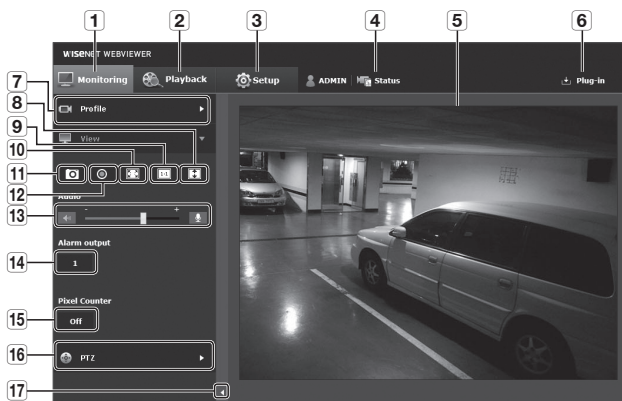 1 2 3 4 5 6
WISENET WEBVIEWER
Monitoring Playback Setup ADMIN Status Plug-in
7 Profile
8
View
9
10
1:1
11
12
Audio
13 - +
Alarm output
14 1
Pixel Counter
15 Off
16 PTZ
17